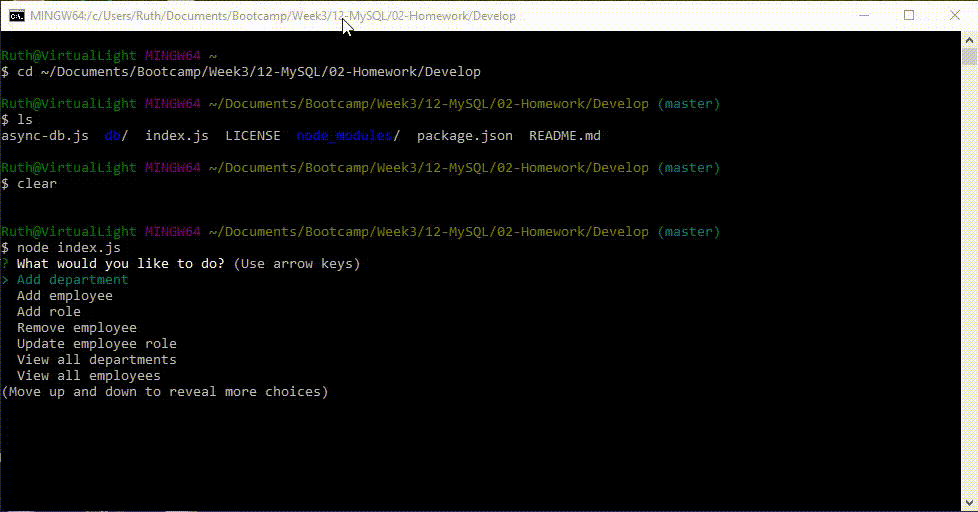 MINGW64:/c/Users/Ruth/Documents/Bootcamp/Week3/12-MySQL/02-Homework/Develop
Ruth@VirtualLight MINGW64 ~
$ cd ~/Documents/Bootcamp/Week3/12-MySQL/02-Homework/Develop
Ruth@VirtualLight MINGW64 ~/Documents/Bootcamp/Week3/12-MySQL/02-Homework/Develop (master)
$ ls
async-db.js  db/  index.js  LICENSE  node_modules/  package.json  README.md
Ruth@VirtualLight MINGW64 ~/Documents/Bootcamp/Week3/12-MySQL/02-Homework/Develop (master)
$ clear
Ruth@VirtualLight MINGW64 ~/Documents/Bootcamp/Week3/12-MySQL/02-Homework/Develop (master)
$ node index.js
? What would you like to do? (Use arrow keys)
> Add department
Add employee
Add role
Remove employee
Update employee role
View all departments
View all employees
(Move up and down to reveal more choices)